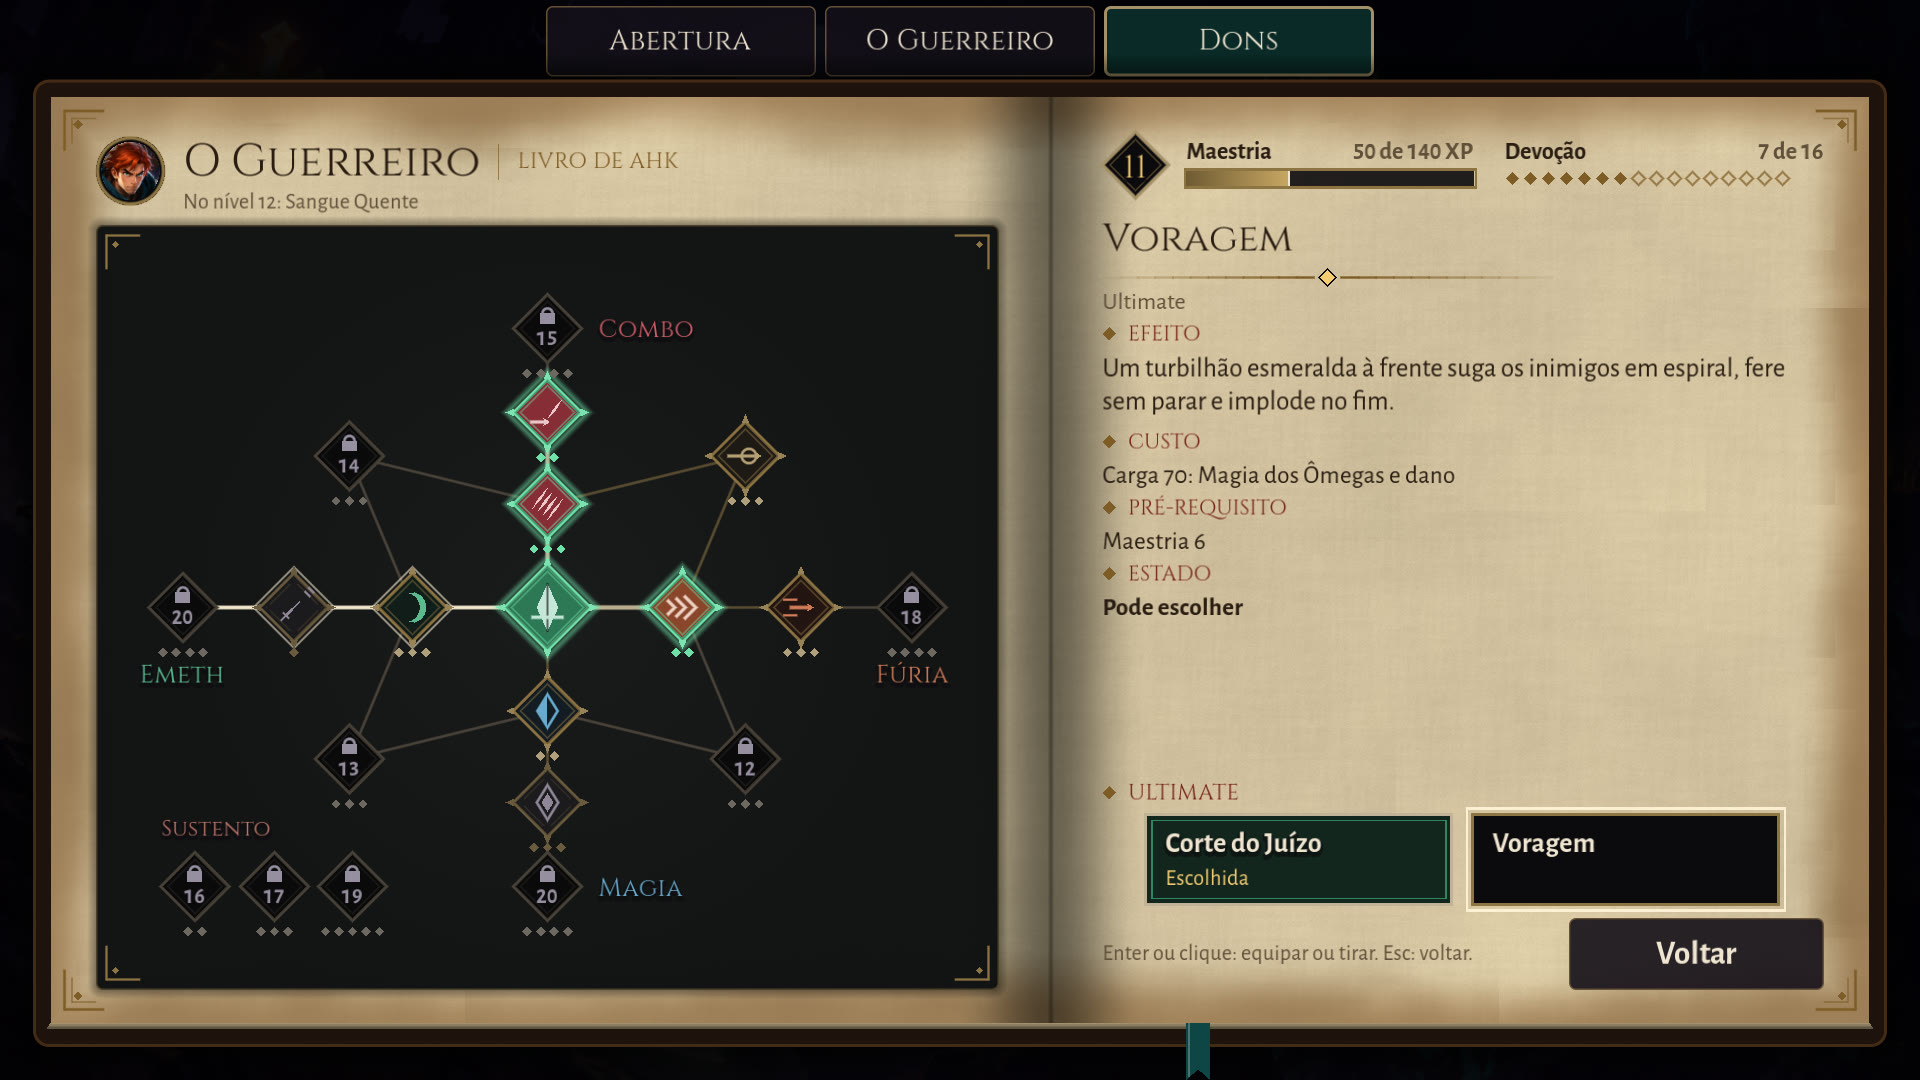 Abertura
O Guerreiro
Dons
O Guerreiro
Livro de Ahk
No nível 12: Sangue Quente
11
Maestria
50 de 140 XP
Devoção
7 de 16
Voragem
Ultimate
Efeito
Um turbilhão esmeralda à frente suga os inimigos em espiral, fere
sem parar e implode no fim.
Custo
Carga 70: Magia dos Ômegas e dano
Pré-requisito
Maestria 6
Estado
Pode escolher
Ultimate
Corte do Juízo
Escolhida
Voragem
Enter ou clique: equipar ou tirar. Esc: voltar.
Voltar
15
Combo
14
20
Emeth
18
Fúria
13
12
Sustento
16
17
19
20
Magia